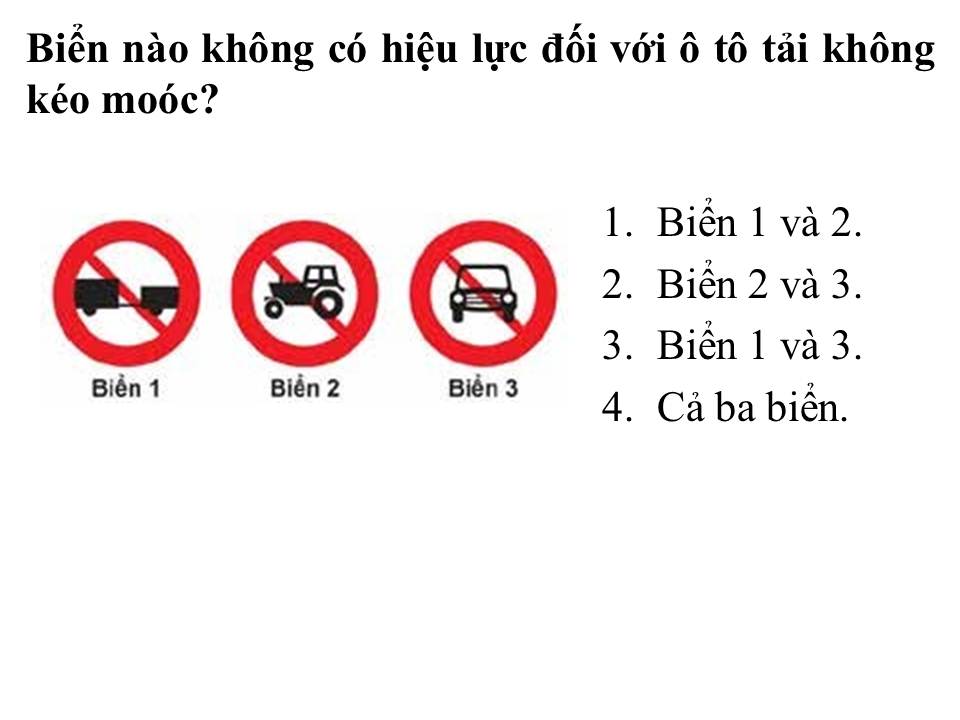 Biển nào không có hiệu lực đối với ô tô tải không
kéo moóc?
1. Biển 1 và 2.
2. Biển 2 và 3.
3. Biển 1 và 3.
4. Cả ba biển.
Biển 1
Biển 2
Biển 3